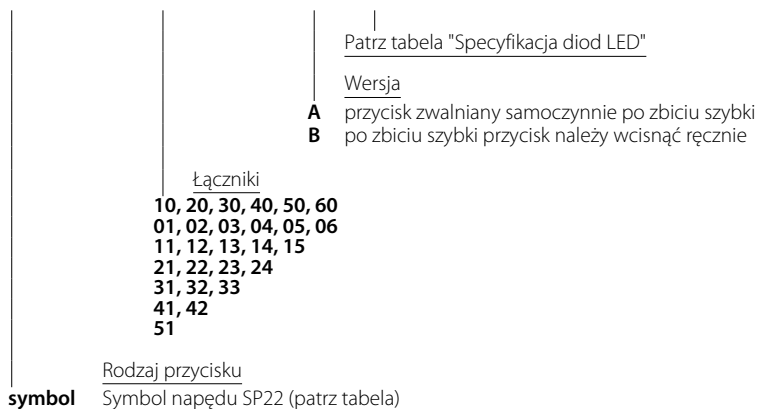 Patrz tabela "Specyfikacja diod LED"
Wersja
A przycisk zwalniany samoczynnie po zbiciu szybki
B po zbiciu szybki przycisk należy wcisnąć ręcznie
Łączniki
10, 20, 30, 40, 50, 60
01, 02, 03, 04, 05, 06
11, 12, 13, 14, 15
21, 22, 23, 24
31, 32, 33
41, 42
51
Rodzaj przycisku
symbol Symbol napędu SP22 (patrz tabela)